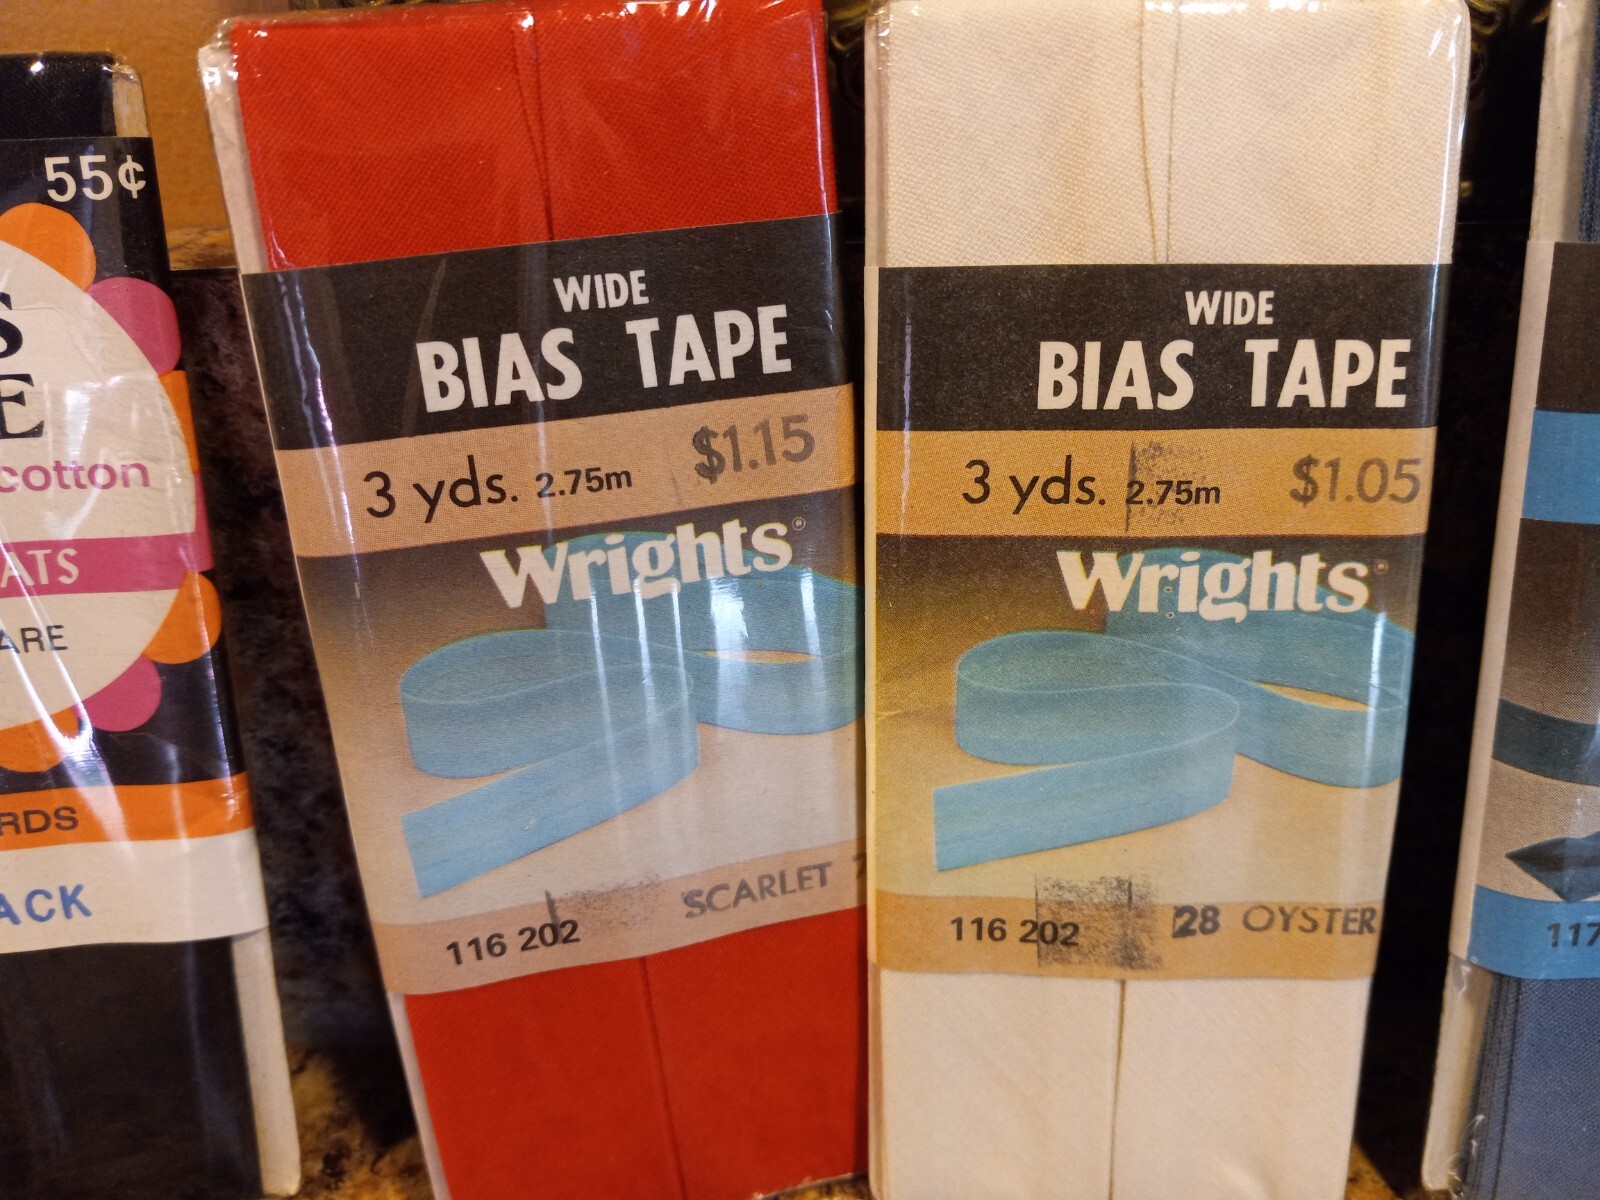 55¢
S
E
cotton
ATS
ARE
RDS
ACK
WIDE
BIAS TAPE
3 yds. 2.75m $1.15
Wrights®
SCARLET 7
116 202
WIDE
BIAS TAPE
3 yds. 2.75m $1.05
Wrights®
116 202 28 OYSTER
117